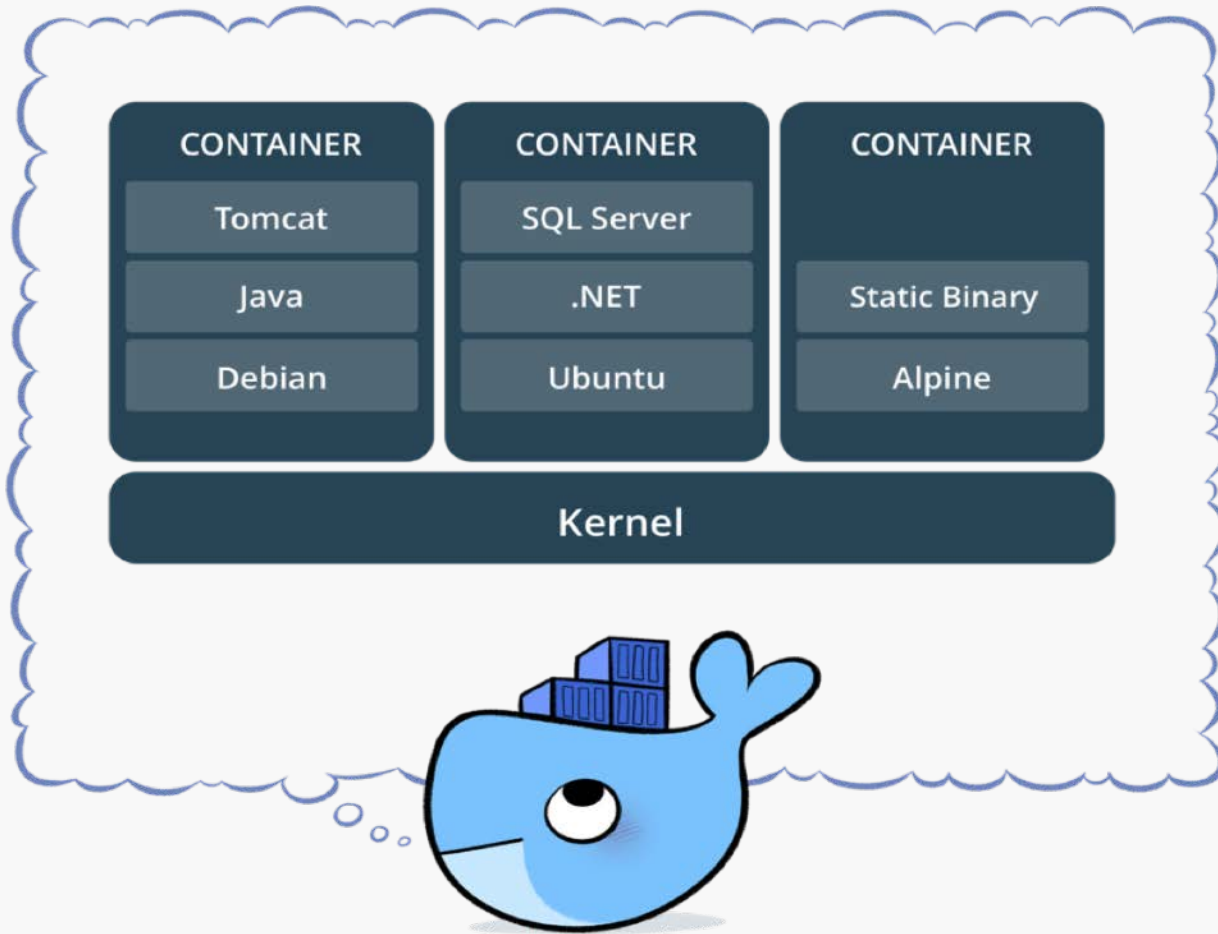 CONTAINER
Tomcat
Java
Debian
CONTAINER
SQL Server
.NET
Ubuntu
CONTAINER
Static Binary
Alpine
Kernel